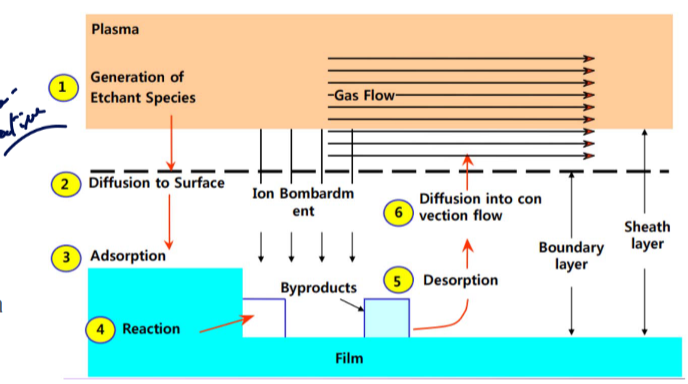 Plasma
1
Generation of
Etchant Species
Gas Flow
2
Diffusion to Surface
Ion Bombardm
ent
6
Diffusion into con
vection flow
Sheath
layer
Boundary
layer
3
Adsorption
5
Desorption
Byproducts
4
Reaction
Film